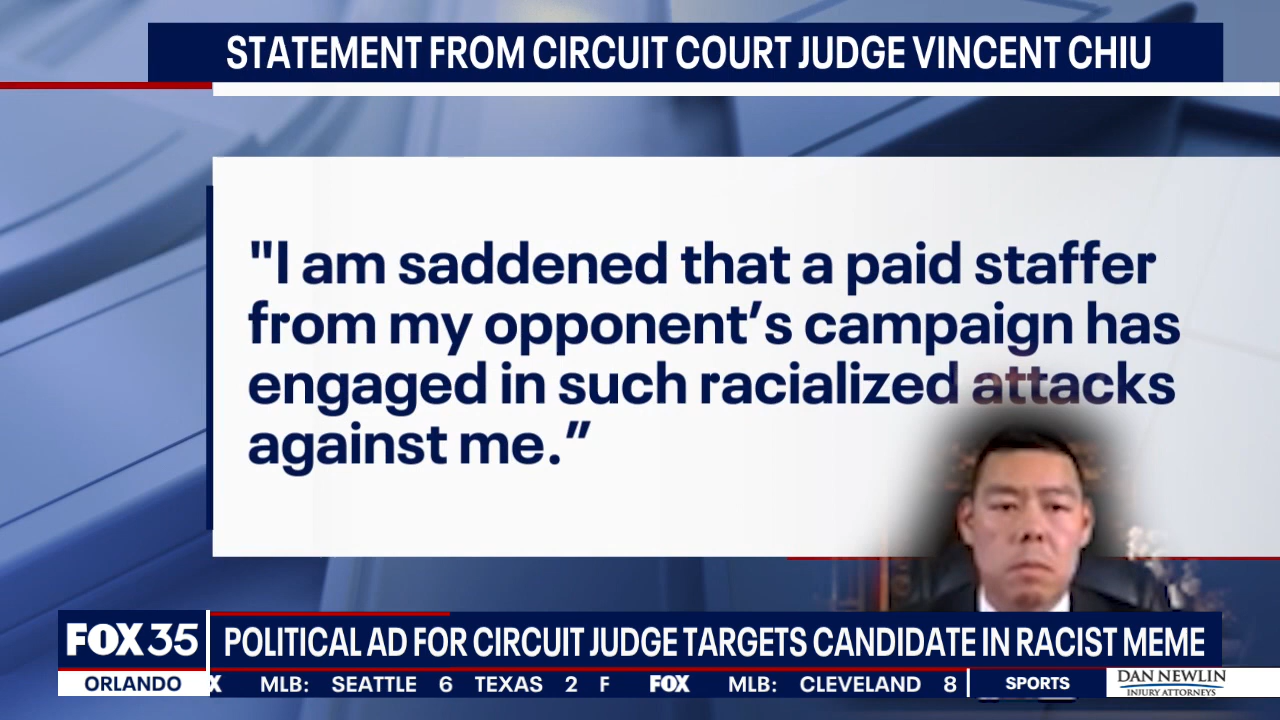 STATEMENT FROM CIRCUIT COURT JUDGE VINCENT CHIU
"I am saddened that a paid staffer
from my opponent’s campaign has
engaged in such racialized attacks
against me.”
FOX 35
POLITICAL AD FOR CIRCUIT JUDGE TARGETS CANDIDATE IN RACIST MEME
ORLANDO
X MLB: SEATTLE 6 TEXAS 2 F FOX MLB: CLEVELAND 8
SPORTS
DAN NEWLIN
INJURY ATTORNEYS